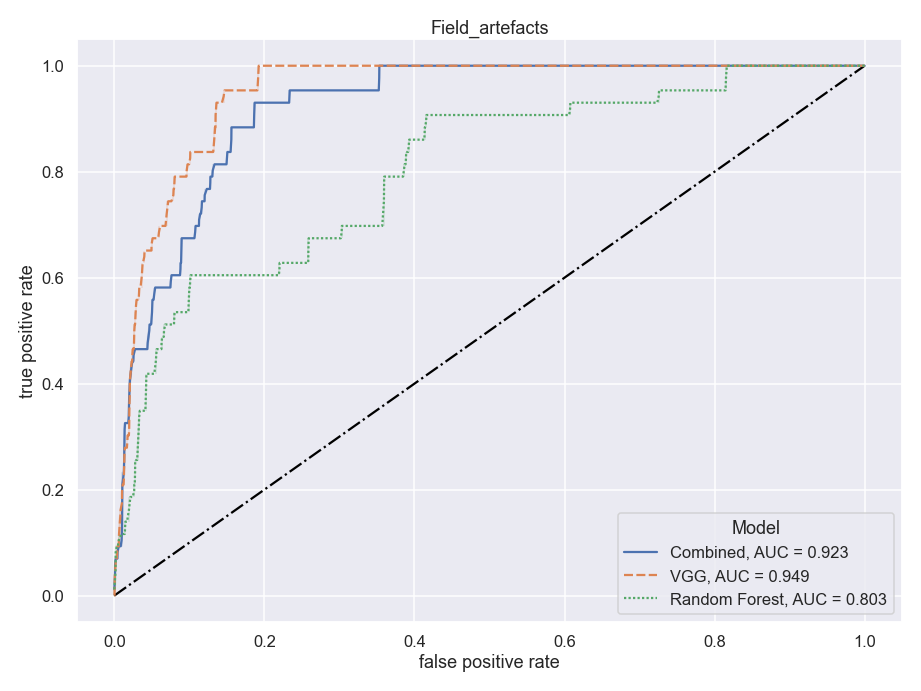 Field_artefacts
1.0
0.8
0.6
0.4
0.2
0.0
true positive rate
0.0 0.2 0.4 0.6 0.8 1.0
false positive rate
Model
Combined, AUC = 0.923
VGG, AUC = 0.949
Random Forest, AUC = 0.803